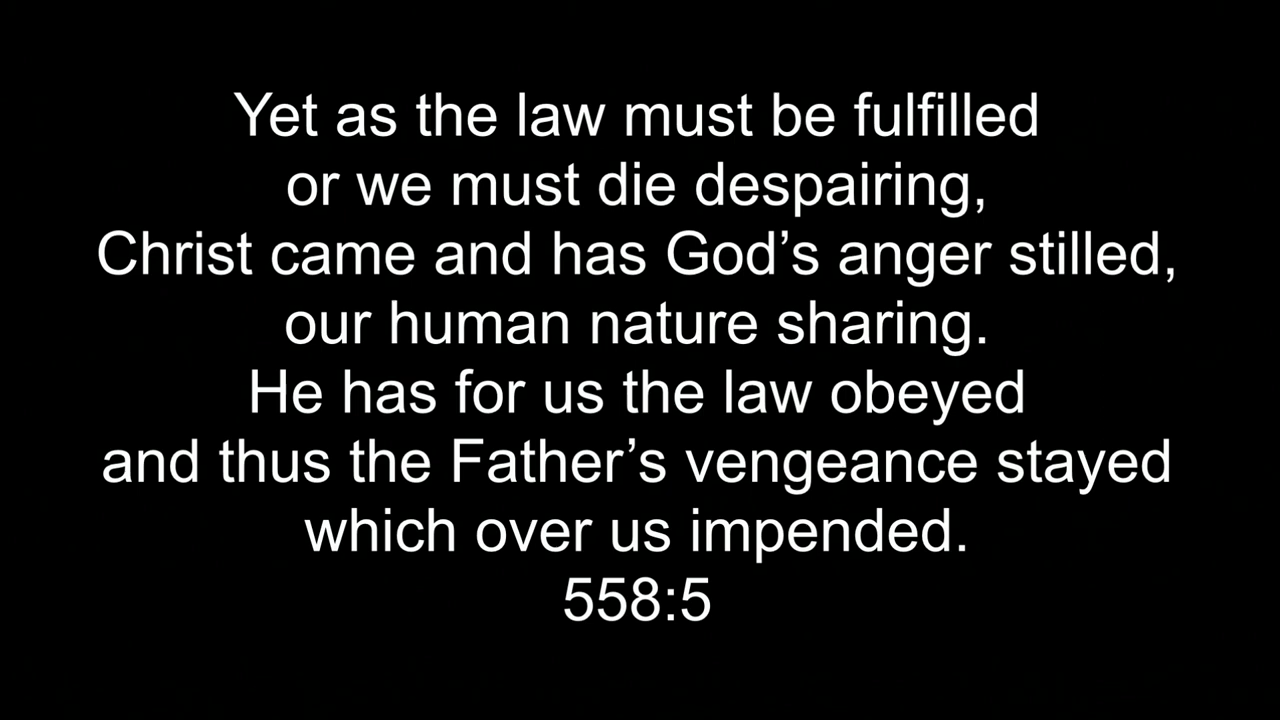 Yet as the law must be fulfilled
or we must die despairing,
Christ came and has God’s anger stilled,
our human nature sharing.
He has for us the law obeyed
and thus the Father’s vengeance stayed
which over us impended.
558:5